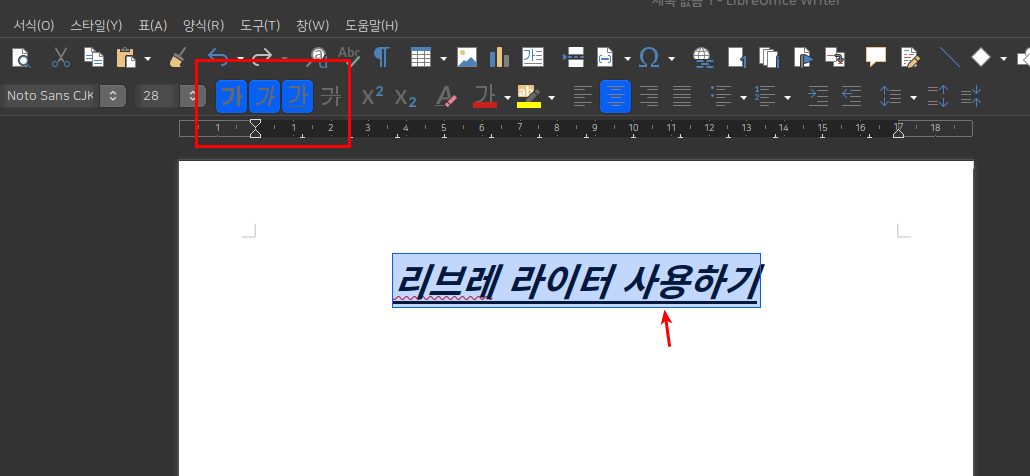 제목 없음 1 - LibreOffice Writer
서식(O) 스타일(Y) 표(A) 양식(R) 도구(T) 창(W) 도움말(H)
Abc 가
Noto Sans CJK 28 가 가 가 가 X² X₂ A 가 ab
1 1 2 3 4 5 6 7 8 9 10 11 12 13 14 15 16 17 18
리브레 라이터 사용하기